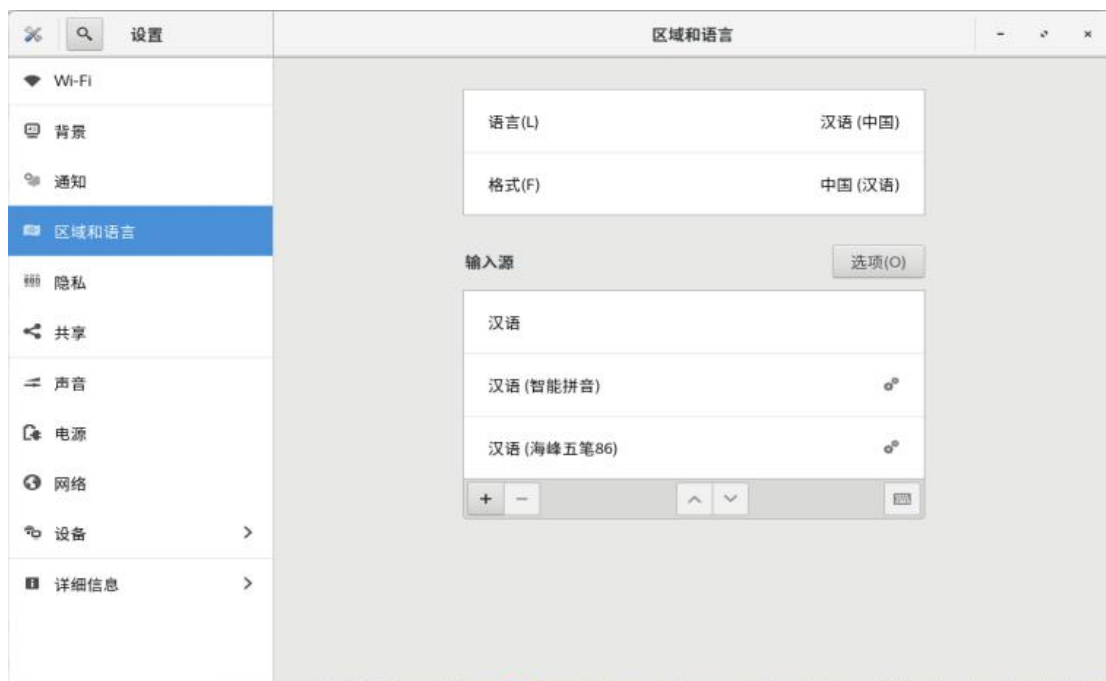 设置
区域和语言
Wi-Fi
背景
通知
区域和语言
隐私
共享
声音
电源
网络
设备
详细信息
语言(L) 汉语 (中国)
格式(F) 中国 (汉语)
输入源 选项(O)
汉语
汉语 (智能拼音)
汉语 (海峰五笔86)